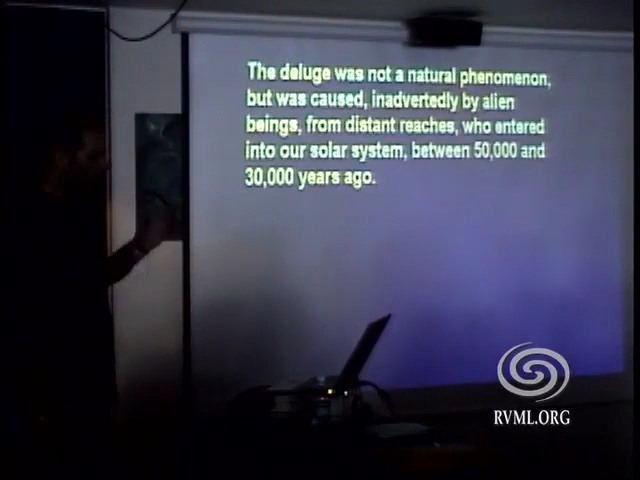 The deluge was not a natural phenomenon,
but was caused, inadvertedly by alien
beings, from distant reaches, who entered
into our solar system, between 50,000 and
30,000 years ago.
RVML.ORG